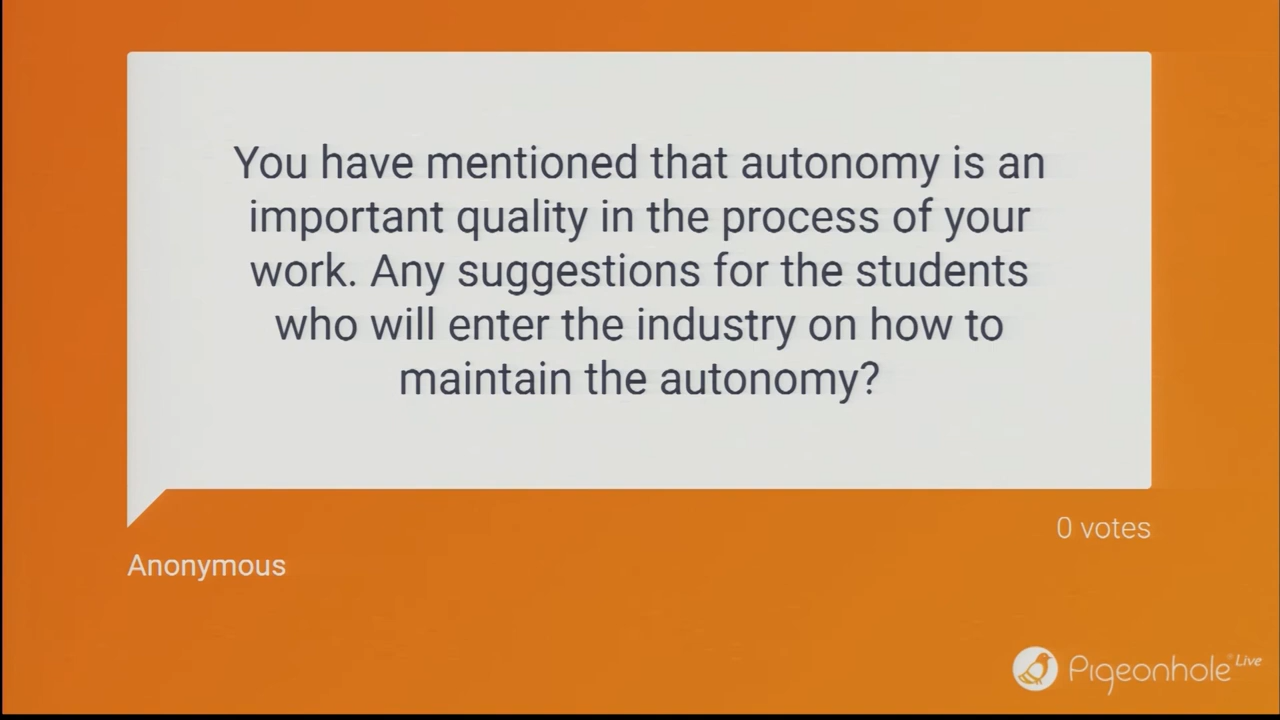 You have mentioned that autonomy is an
important quality in the process of your
work. Any suggestions for the students
who will enter the industry on how to
maintain the autonomy?
0 votes
Anonymous
Pigeonhole Live